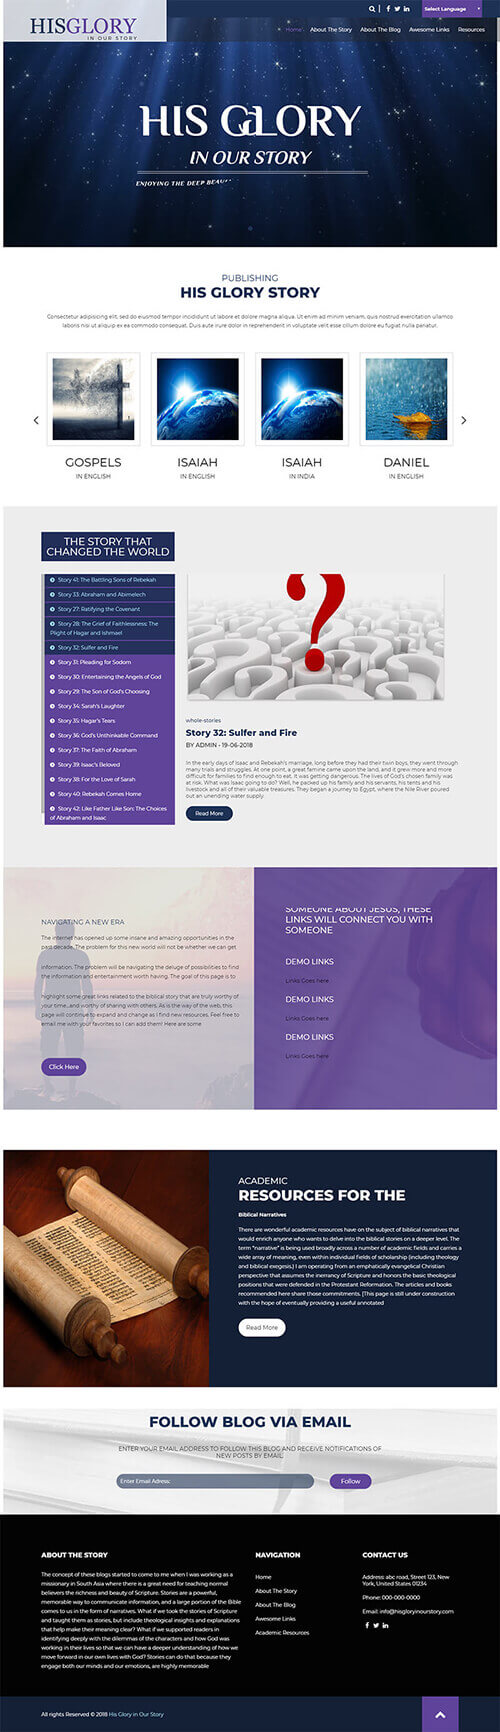 Select Language
HISGLORY
IN OUR STORY
Home
About The Story
About The Blog
Awesome Links
Resources
HIS GLORY
IN OUR STORY
ENJOYING THE DEEP
PUBLISHING
HIS GLORY STORY
Consectetur adipisicing elit, sed do eiusmod tempor incididunt ut labore et dolore magna aliqua. Ut enim ad minim veniam, quis nostrud exercitation ullamco
laboris nisi ut aliquip ex ea commodo consequat. Duis aute irure dolor in reprehenderit in voluptate velit esse cillum dolore eu fugiat nulla pariatur.
GOSPELS
IN ENGLISH
ISAIAH
IN ENGLISH
ISAIAH
IN INDIA
DANIEL
IN ENGLISH
THE STORY THAT
CHANGED THE WORLD
Story 41: The Battling Sons of Rebekah
Story 33: Abraham and Abimelech
Story 27: Ratifying the Covenant
Story 28: The Grief of Faithlessness: The
Plight of Hagar and Ishmael
Story 32: Sulfer and Fire
Story 31: Pleading for Sodom
Story 30: Entertaining the Angels of God
Story 29: The Son of God's Choosing
Story 34: Sarah's Laughter
Story 35: Hagar's Tears
Story 36: God's Unthinkable Command
Story 37: The Faith of Abraham
Story 39: Isaac's Beloved
Story 38: For the Love of Sarah
Story 40: Rebekah Comes Home
Story 42: Like Father Like Son: The Choices
of Abraham and Isaac
whole-stories
Story 32: Sulfer and Fire
BY ADMIN - 19-06-2018
In the early days of Isaac and Rebekah's marriage, long before they had their twin boys, they went through
many trials and struggles. At one point, a great famine came upon the land, and it grew more and more
difficult for families to find enough to eat. It was getting dangerous. The lives of God's chosen family was
at risk. What was Isaac going to do? Well, he packed up his family and his servants, his tents and his
livestock and all of their valuable treasures. They began a journey to Egypt, where the Nile River poured
out an unending water supply.
Read More
NAVIGATING A NEW ERA
The internet has opened up some insane and amazing opportunities in the
past decade. The problem for this new world will not be whether we can get
information. The problem will be navigating the deluge of possibilities to find
the information and entertainment worth having. The goal of this page is to
highlight some great links related to the biblical story that are truly worthy of
your time…and worthy of sharing with others. As is the way of the web, this
page will continue to expand and change as I find new resources. Feel free to
email me with your favorites so I can add them! Here are some
Click Here
SOMEONE ABOUT JESUS, THESE
LINKS WILL CONNECT YOU WITH
SOMEONE
DEMO LINKS
Links Goes here
DEMO LINKS
Links Goes here
DEMO LINKS
Links Goes here
ACADEMIC
RESOURCES FOR THE
Biblical Narratives
There are wonderful academic resources have on the subject of biblical narratives that
would enrich anyone who wants to delve into the biblical stories on a deeper level. The
term "narrative" is being used broadly across a number of academic fields and carries a
wide array of meaning, even within individual fields of scholarship (including theology
and biblical exegesis.) I am operating from an emphatically evangelical Christian
perspective that assumes the inerrancy of Scripture and honors the basic theological
positions that were defended in the Protestant Reformation. The articles and books
recommended here share those commitments. [This page is still under construction
with the hope of eventually providing a useful annotated
Read More
FOLLOW BLOG VIA EMAIL
ENTER YOUR EMAIL ADDRESS TO FOLLOW THIS BLOG AND RECEIVE NOTIFICATIONS OF
NEW POSTS BY EMAIL.
Enter Email Adress:
Follow
ABOUT THE STORY
The concept of these blogs started to come to me when I was working as a
missionary in South Asia where there is a great need for teaching normal
believers the richness and beauty of Scripture. Stories are a powerful,
memorable way to communicate information, and a large portion of the Bible
comes to us in the form of narratives. What if we took the stories of Scripture
and taught them as stories, but include theological insights and explanations
that help make their meaning clear? What if we supported readers in
identifying deeply with the dilemmas of the characters and how God was
working in their lives so that we can have a deeper understanding of how we
move forward in our own lives with God? Stories can do that because they
engage both our minds and our emotions, are highly memorable
NAVIGATION
Home
About The Story
About The Blog
Awesome Links
Academic Resources
CONTACT US
Address: abc road, Street 123, New
York, United States 01234
Phone: 000-000-0000
Email: info@hisgloryinourstory.com
All rights Reserved © 2018 His Glory in Our Story